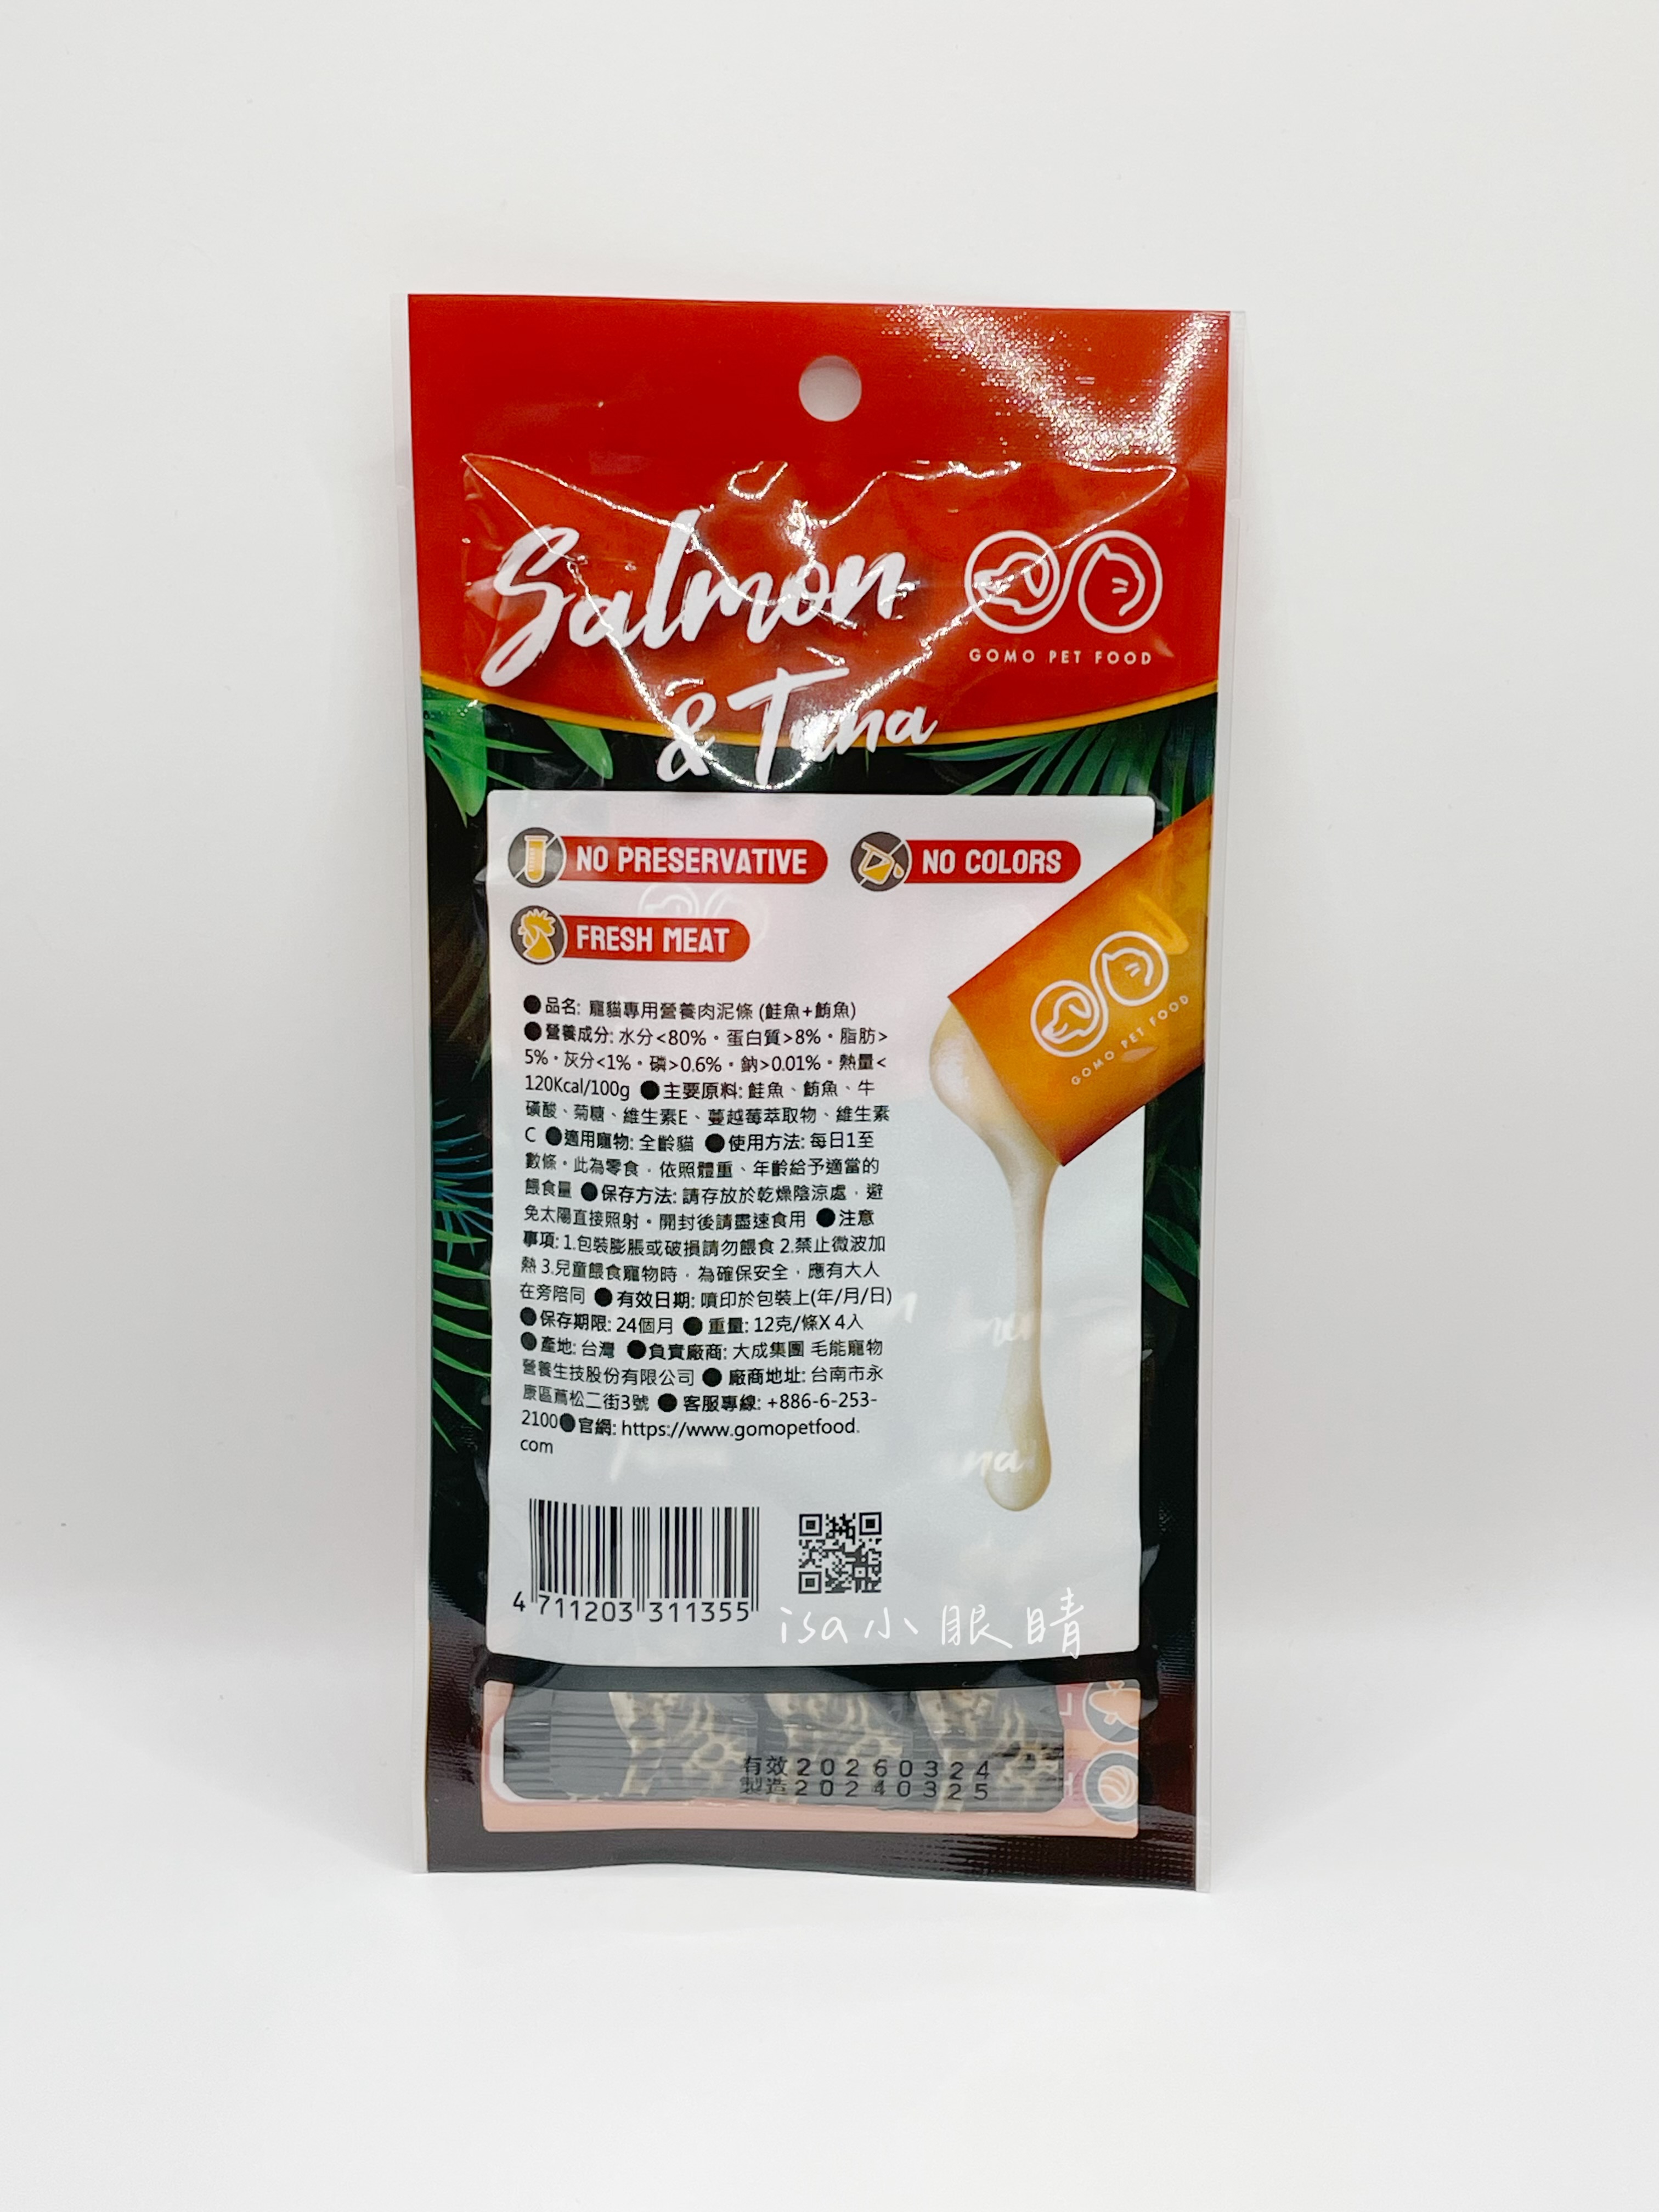 Salmon
& Tuna
GOMO PET FOOD
NO PRESERVATIVE
NO COLORS
FRESH MEAT
GOMO PET FOOD
●品名: 寵貓專用營養肉泥條 (鮭魚+鮪魚)
●營養成分: 水分<80%。蛋白質>8%。脂肪>
5%。灰分<1%。磷>0.6%。鈉>0.01%。熱量<
120Kcal/100g ●主要原料: 鮭魚、鮪魚、牛
磺酸、菊糖、維生素E、蔓越莓萃取物、維生素
C ●適用寵物: 全齡貓 ●使用方法: 每日1至
數條。此為零食，依照體重、年齡給予適當的
餵食量 ●保存方法: 請存放於乾燥陰涼處，避
免太陽直接照射。開封後請盡速食用 ●注意
事項: 1.包裝膨脹或破損請勿餵食 2.禁止微波加
熱 3.兒童餵食寵物時，為確保安全，應有大人
在旁陪同 ●有效日期: 噴印於包裝上(年/月/日)
●保存期限: 24個月 ●重量: 12克/條X 4入
●產地: 台灣 ●負責廠商: 大成集團 毛能寵物
營養生技股份有限公司 ● 廠商地址: 台南市永
康區蔦松二街3號 ● 客服專線: +886-6-253-
2100●官網: https://www.gomopetfood.
com
4 711203 311355
isa小眼睛
有效20260324
製造20240325